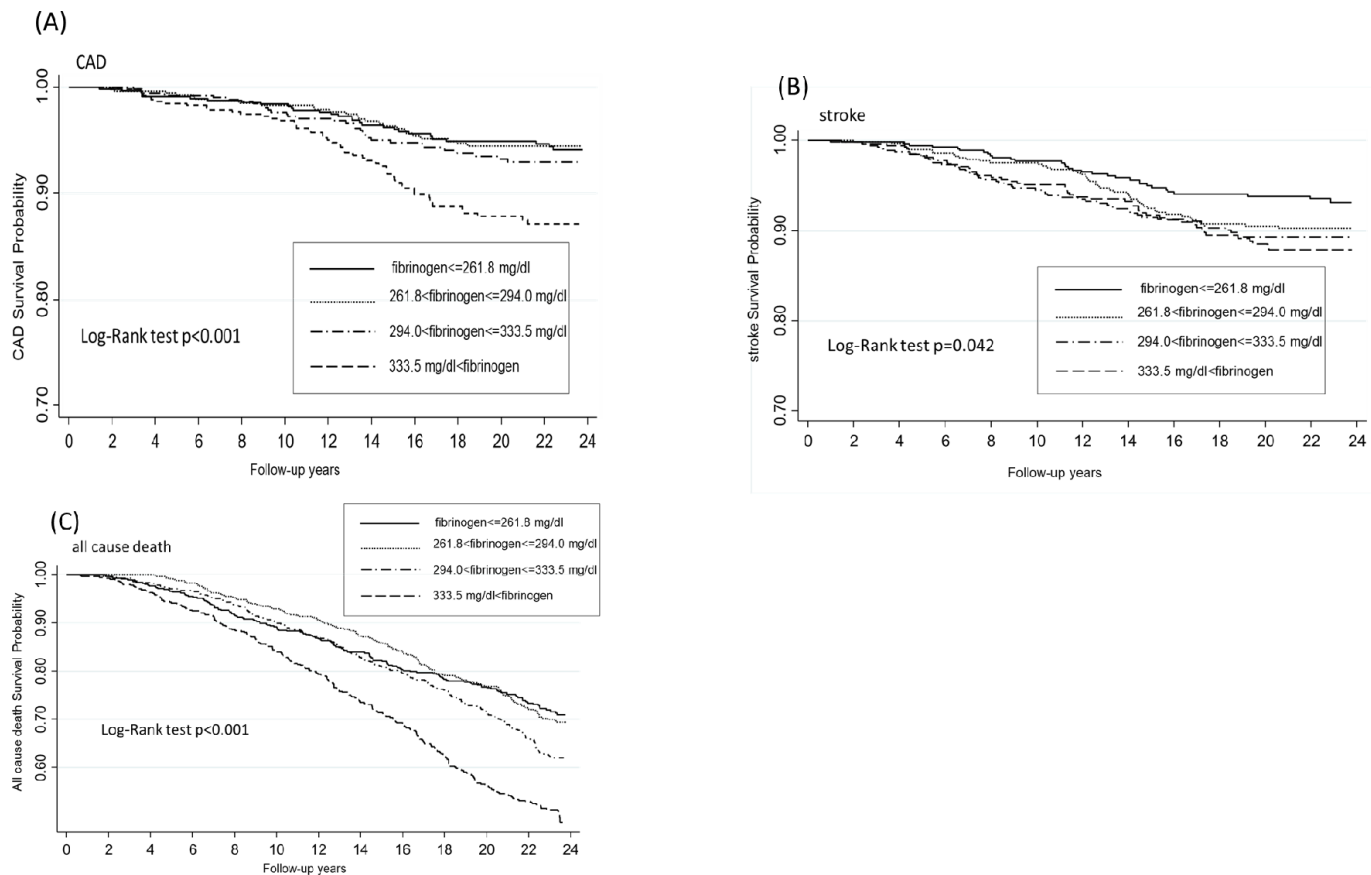 (A)
CAD
CAD Survival Probability
1.00
0.90
0.80
0.70
fibrinogen<=261.8 mg/dl
261.8<fibrinogen<=294.0 mg/dl
294.0<fibrinogen<=333.5 mg/dl
333.5 mg/dl<fibrinogen
Log-Rank test p<0.001
0 2 4 6 8 10 12 14 16 18 20 22 24
Follow-up years
(B)
stroke
stroke Survival Probability
1.00
0.90
0.80
0.70
fibrinogen<=261.8 mg/dl
261.8<fibrinogen<=294.0 mg/dl
294.0<fibrinogen<=333.5 mg/dl
333.5 mg/dl<fibrinogen
Log-Rank test p=0.042
0 2 4 6 8 10 12 14 16 18 20 22 24
Follow-up years
(C)
all cause death
All cause death Survival Probability
fibrinogen<=261.8 mg/dl
261.8<fibrinogen<=294.0 mg/dl
294.0<fibrinogen<=333.5 mg/dl
333.5 mg/dl<fibrinogen
1.00
0.90
0.80
0.70
0.60
Log-Rank test p<0.001
0 2 4 6 8 10 12 14 16 18 20 22 24
Follow-up years